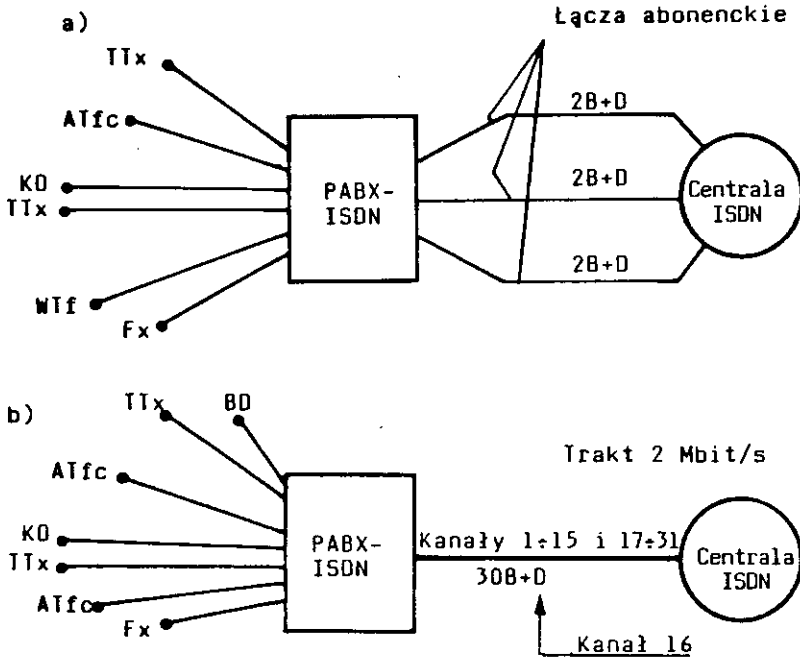 a)
Łącza abonenckie
TTx
ATfc
KO
TTx
WTf
Fx
PABX-
ISDN
2B+D
2B+D
2B+D
Centrala
ISDN
b)
TTx
BD
ATfc
KO
TTx
ATfc
Fx
PABX-
ISDN
Trakt 2 Mbit/s
Kanały 1÷15 i 17÷31
30B+D
Kanał 16
Centrala
ISDN